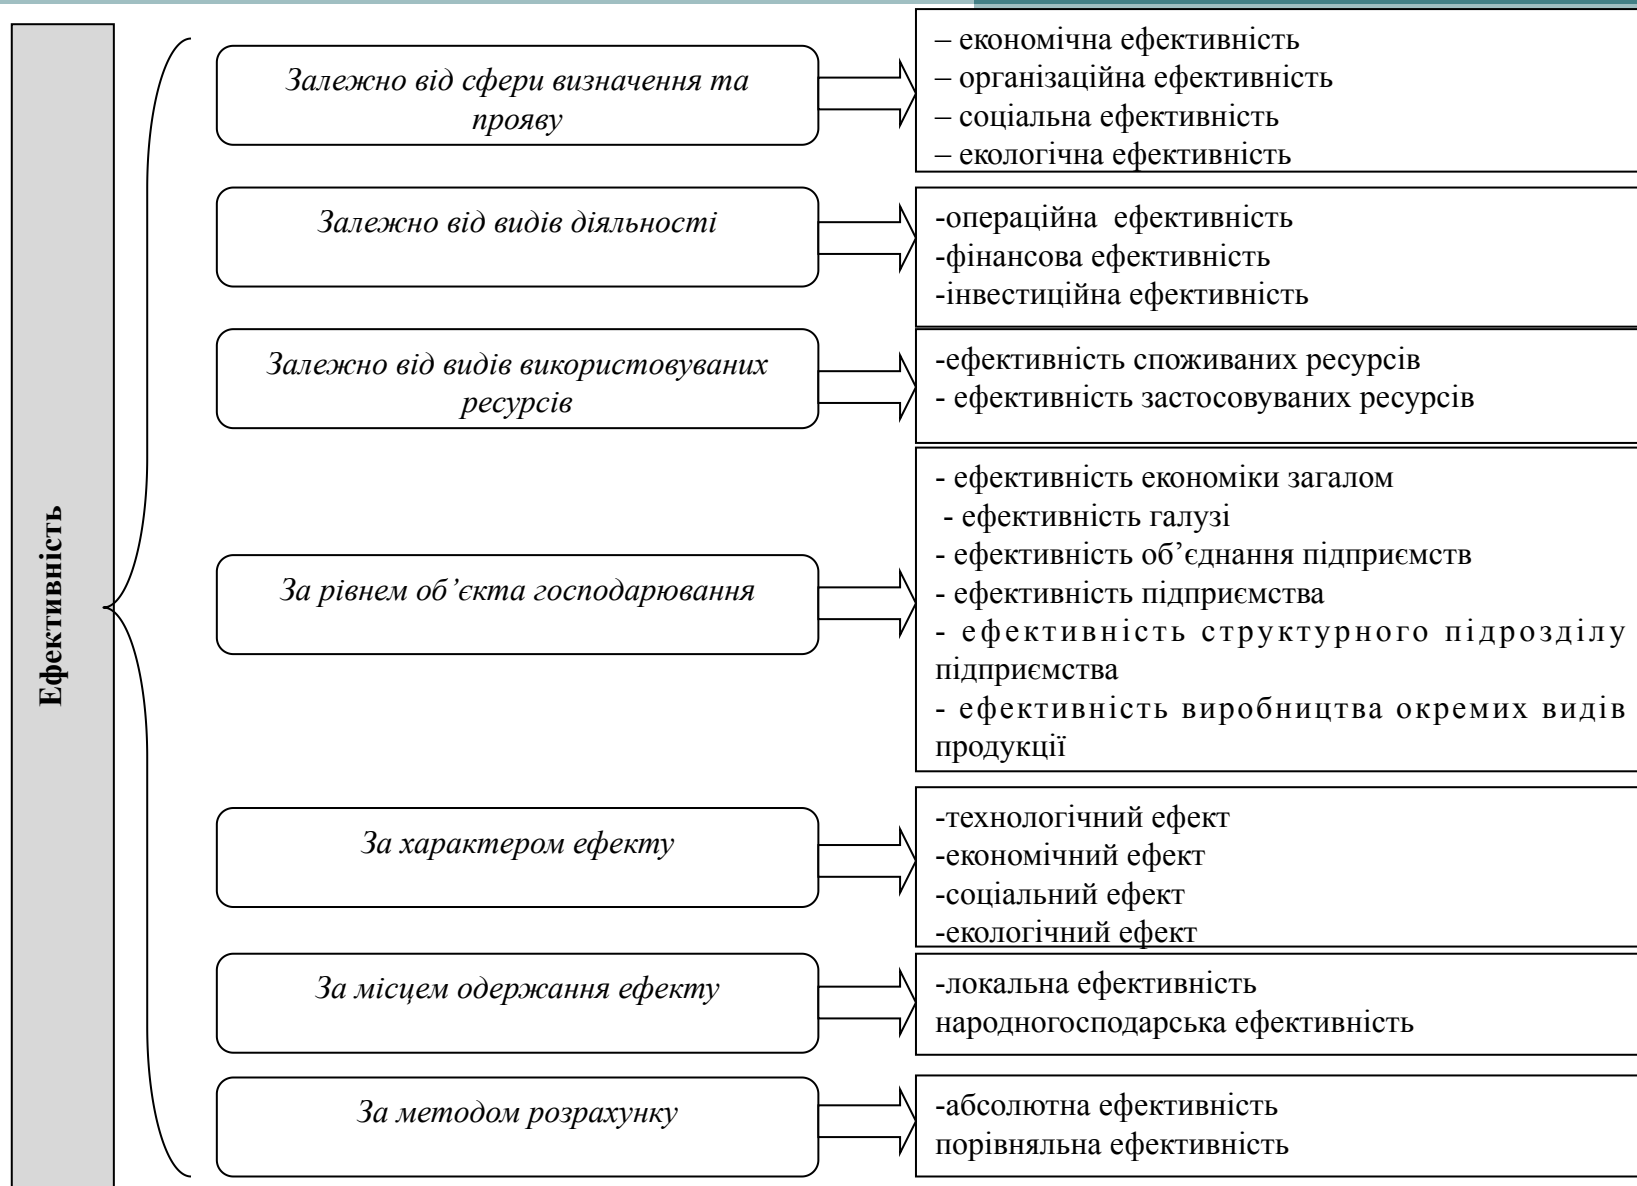 Ефективність
Залежно від сфери визначення та
прояву
– економічна ефективність
– організаційна ефективність
– соціальна ефективність
– екологічна ефективність
Залежно від видів діяльності
-операційна  ефективність
-фінансова ефективність
-інвестиційна ефективність
Залежно від видів використовуваних
ресурсів
-ефективність споживаних ресурсів
- ефективність застосовуваних ресурсів
За рівнем об’єкта господарювання
- ефективність економіки загалом
- ефективність галузі
- ефективність об’єднання підприємств
- ефективність підприємства
- ефективність структурного підрозділу
підприємства
- ефективність виробництва окремих видів
продукції
За характером ефекту
-технологічний ефект
-економічний ефект
-соціальний ефект
-екологічний ефект
За місцем одержання ефекту
-локальна ефективність
народногосподарська ефективність
За методом розрахунку
-абсолютна ефективність
порівняльна ефективність